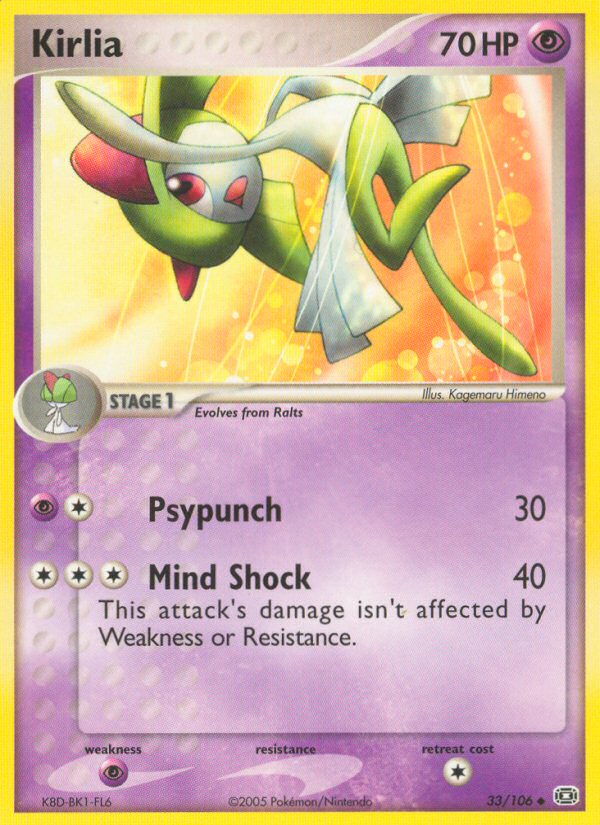 Kirlia
70 HP
Illus. Kagemaru Himeno
STAGE 1
Evolves from Ralts
Psypunch 30
Mind Shock 40
This attack's damage isn't affected by
Weakness or Resistance.
weakness resistance retreat cost
K8D-BK1-FL6 ©2005 Pokémon/Nintendo 33/106